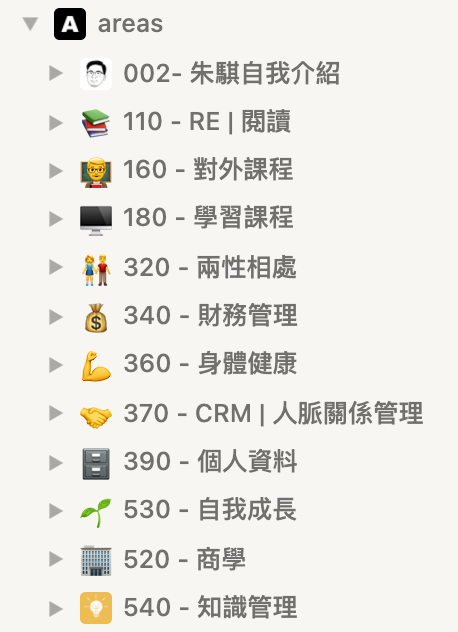 A areas
002- 朱騏自我介紹
110 - RE | 閱讀
160 - 對外課程
180 - 學習課程
320 - 兩性相處
340 - 財務管理
360 - 身體健康
370 - CRM | 人脈關係管理
390 - 個人資料
530 - 自我成長
520 - 商學
540 - 知識管理